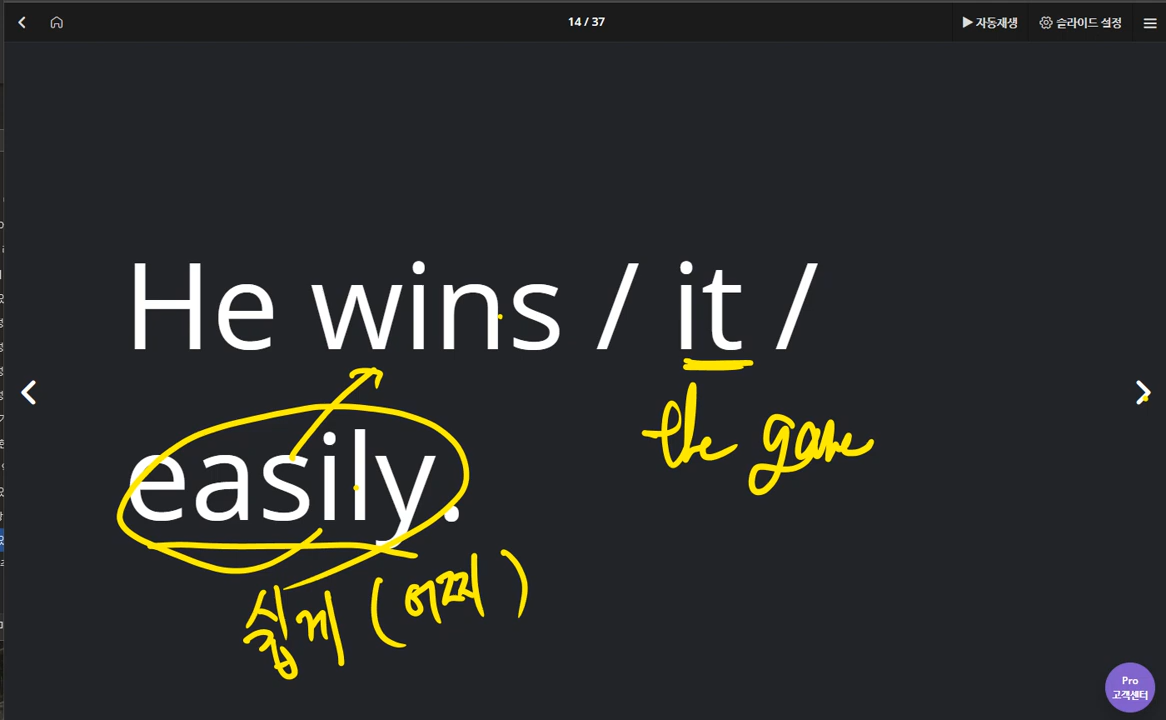 14 / 37
▶ 자동재생
슬라이드 설정
He wins / it /
the game
easily.
쉽게 (어찌)
Pro
고객센터